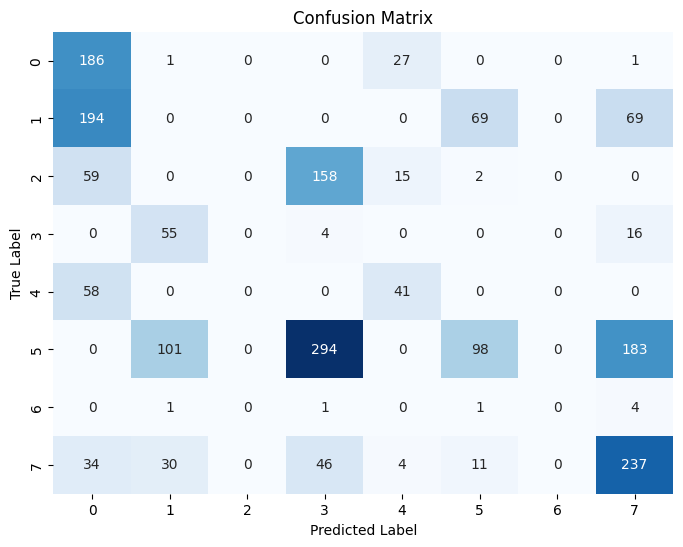 Confusion Matrix
0 186 1 0 0 27 0 0 1
1 194 0 0 0 0 69 0 69
2 59 0 0 158 15 2 0 0
3 0 55 0 4 0 0 0 16
4 58 0 0 0 41 0 0 0
5 0 101 0 294 0 98 0 183
6 0 1 0 1 0 1 0 4
7 34 30 0 46 4 11 0 237
0 1 2 3 4 5 6 7
True Label
Predicted Label